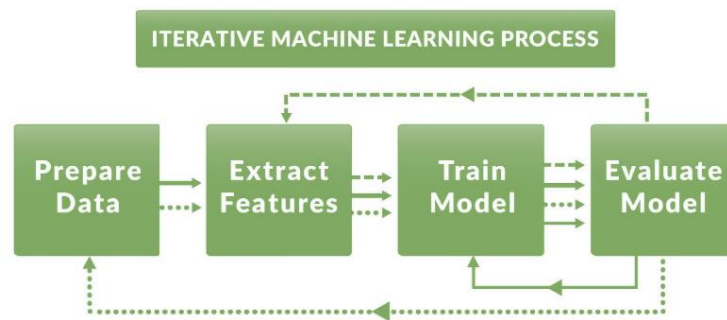 ITERATIVE MACHINE LEARNING PROCESS
Prepare
Data
Extract
Features
Train
Model
Evaluate
Model